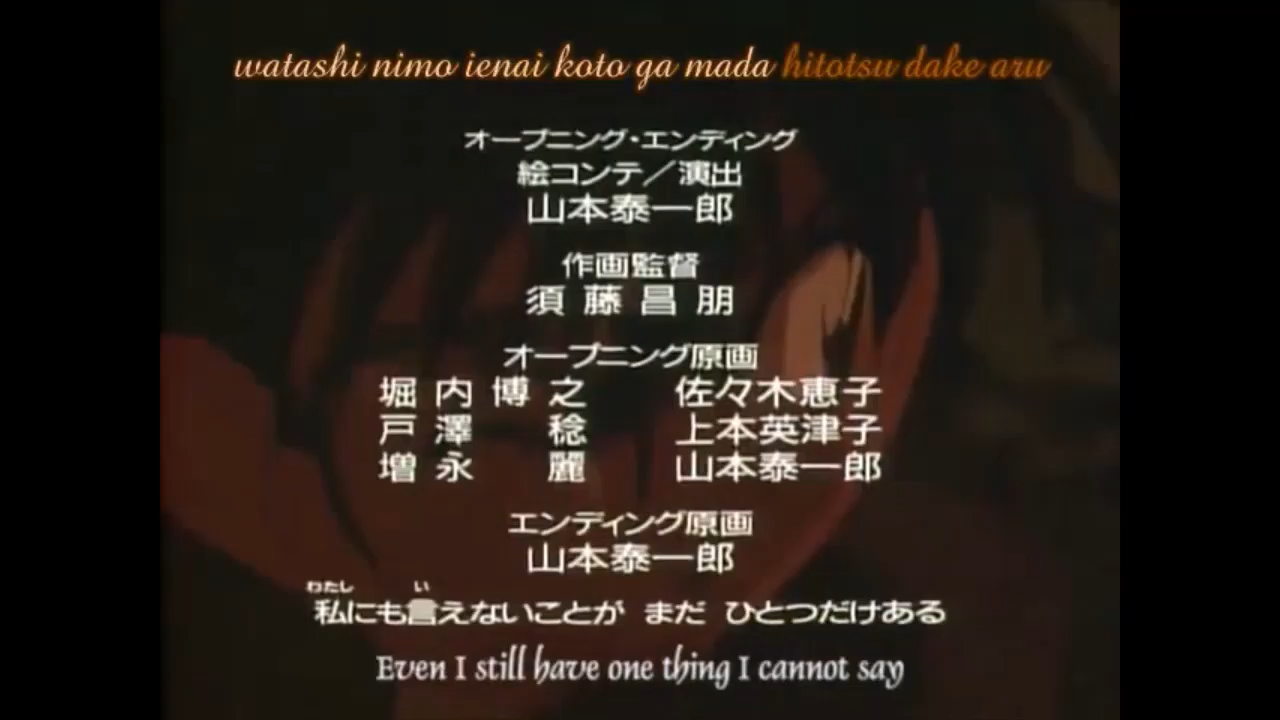 watashi nimo ienai koto ga mada hitotsu dake aru
オープニング・エンディング
絵コンテ／演出
山本泰一郎
作画監督
須藤昌朋
オープニング原画
堀内博之 佐々木恵子
戸澤稔 上本英津子
増永麗 山本泰一郎
エンディング原画
山本泰一郎
わたし い
私にも言えないことが まだ ひとつだけある
Even I still have one thing I cannot say